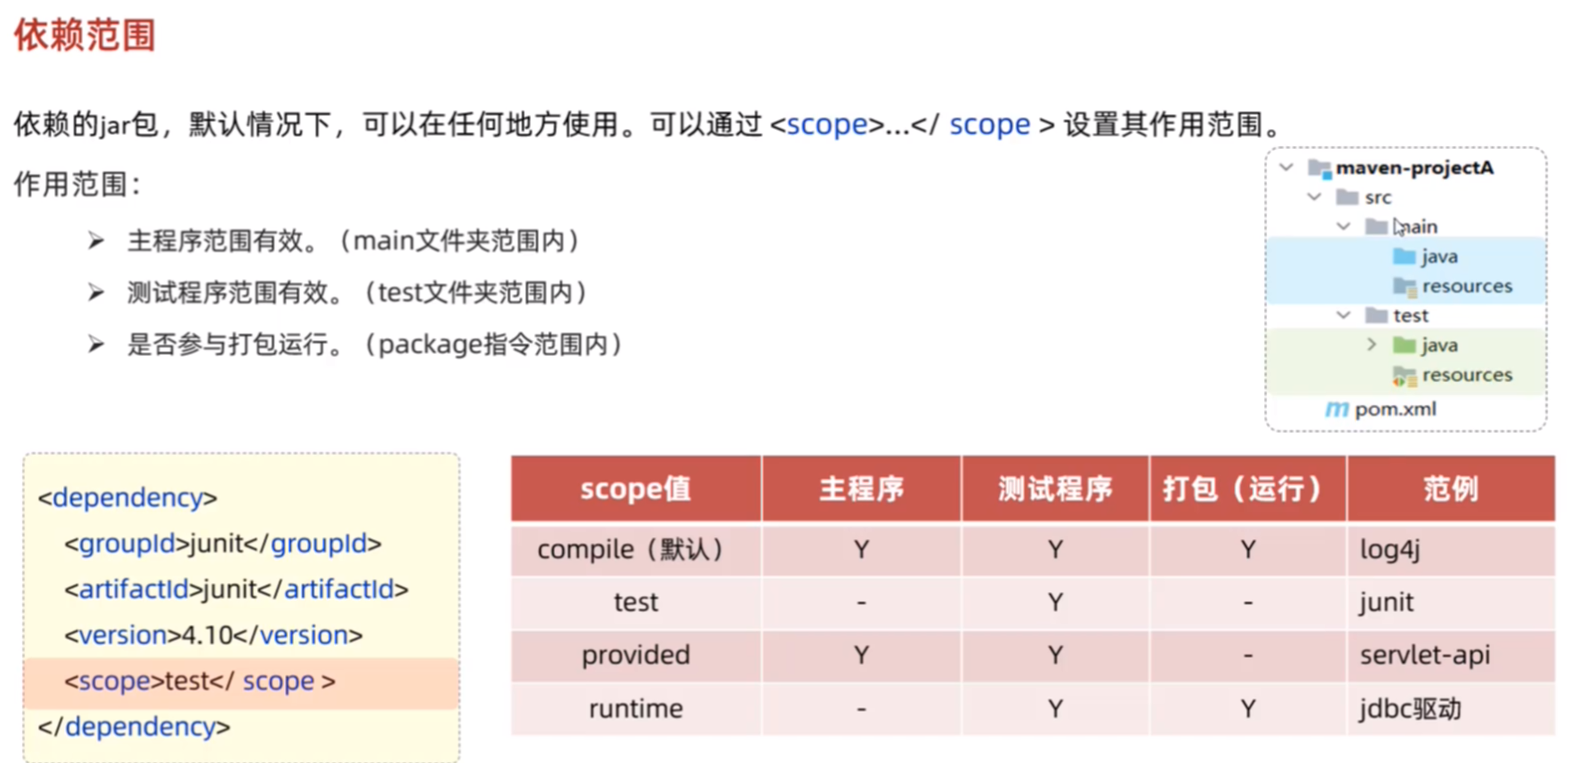 依赖范围
依赖的jar包，默认情况下，可以在任何地方使用。可以通过 <scope>...</ scope > 设置其作用范围。
作用范围：
➤ 主程序范围有效。（main文件夹范围内）
➤ 测试程序范围有效。（test文件夹范围内）
➤ 是否参与打包运行。（package指令范围内）
maven-projectA
src
main
java
resources
test
java
resources
pom.xml
<dependency>
<groupId>junit</groupId>
<artifactId>junit</artifactId>
<version>4.10</version>
<scope>test</ scope >
</dependency>
scope值 主程序 测试程序 打包（运行） 范例
compile（默认） Y Y Y log4j
test - Y - junit
provided Y Y - servlet-api
runtime - Y Y jdbc驱动